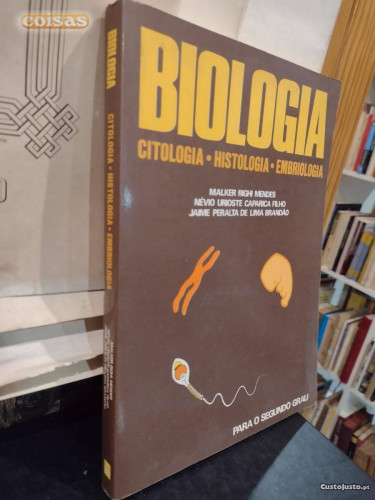 coisas
BIOLOGIA
CITOLOGIA • HISTOLOGIA • EMBRIOLOGIA
MALKER RIGHI MENDES
NÉVIO URIOSTE CAPARICA FILHO
JAIME PERALTA DE LIMA BRANDÃO
PARA O SEGUNDO GRAU
BIOLOGIA
CITOLOGIA • HISTOLOGIA • EMBRIOLOGIA
CustoJusto.pt